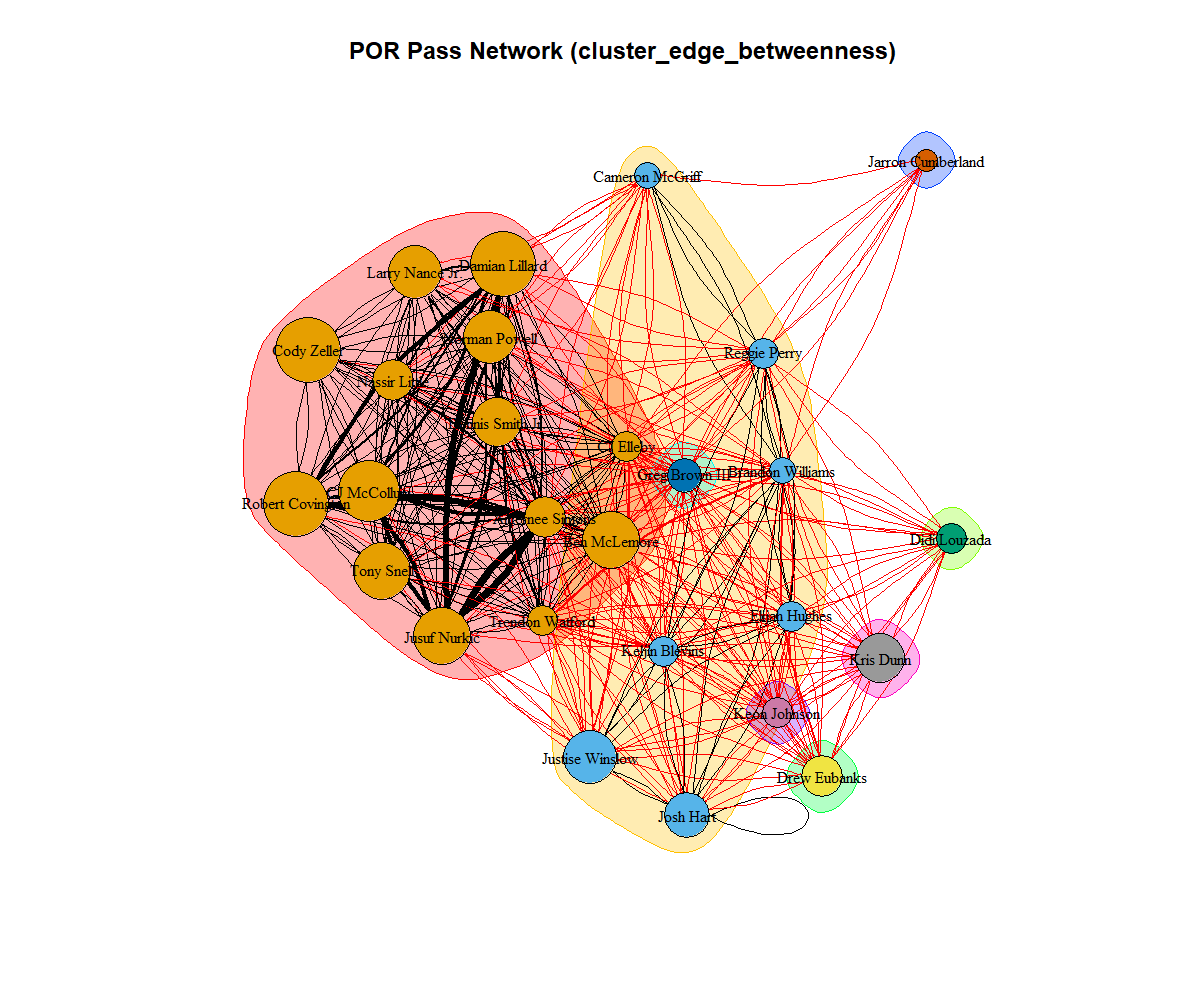 POR Pass Network (cluster_edge_betweenness)
Jarron Cumberland
Cameron McGriff
Larry Nance Jr.
Damian Lillard
Cody Zeller
Reggie Perry
Nassir Little
Dennis Smith Jr.
Elleby
Greg Brown III
Brandon Williams
Robert Covington
CJ McCollum
Anfernee Simons
Ben McLemore
Didi Louzada
Tony Snell
Trendon Watford
Elijah Hughes
Jusuf Nurkic
Keljin Blevins
Kris Dunn
Keon Johnson
Justise Winslow
Drew Eubanks
Josh Hart